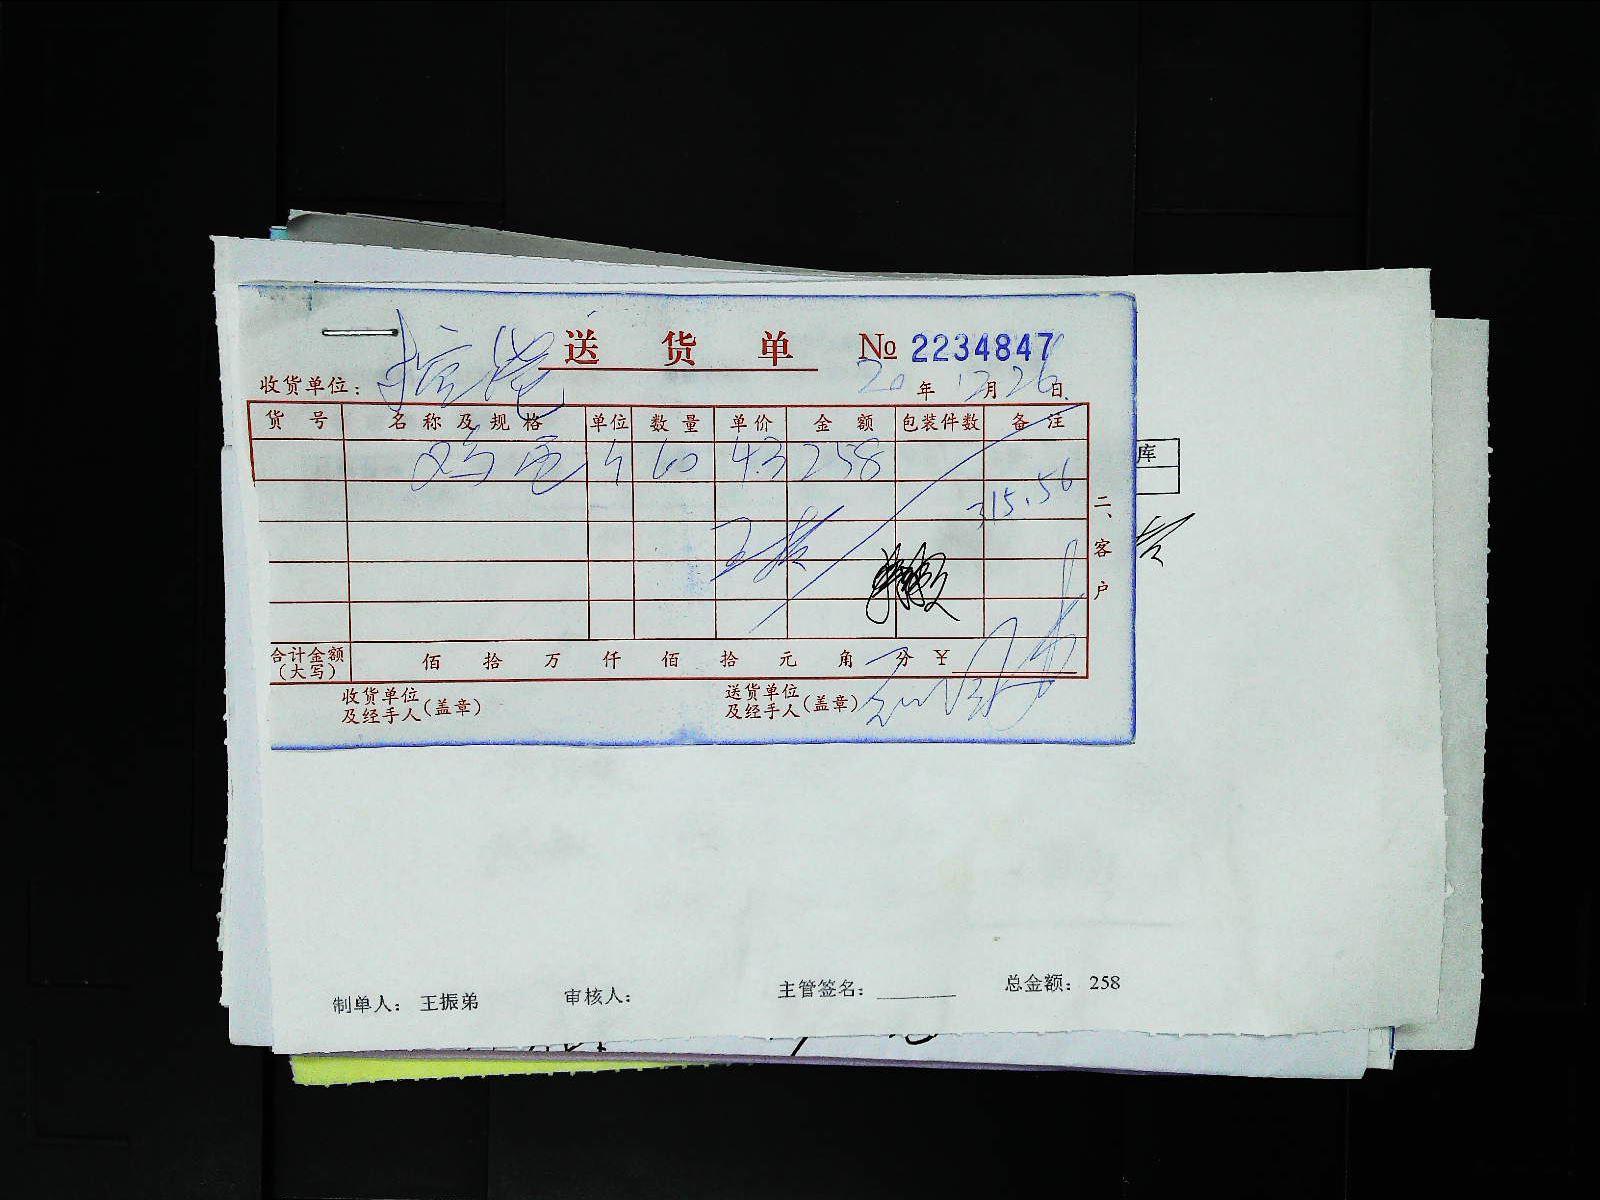 送 货 单 № 2234847
收货单位： 20 年 12 月 26 日
货 号 名 称 及 规 格 单位 数 量 单 价 金 额 包装件数 备 注
60 4.3 258
库
315.56
二、客户
合计金额（大写） 佰 拾 万 仟 佰 拾 元 角 分 ￥
收货单位及经手人（盖章） 送货单位及经手人（盖章）
制单人： 王振弟 审核人： 主管签名： 总金额： 258